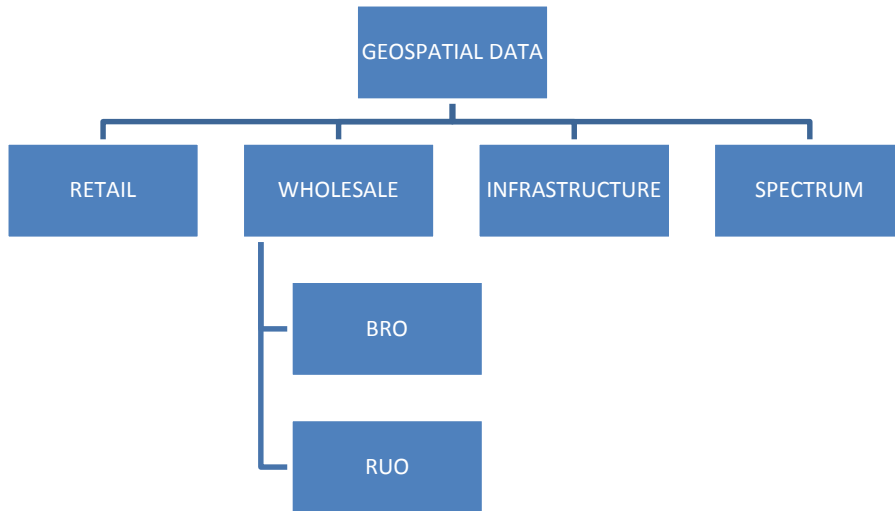 GEOSPATIAL DATA
RETAIL
WHOLESALE
INFRASTRUCTURE
SPECTRUM
BRO
RUO